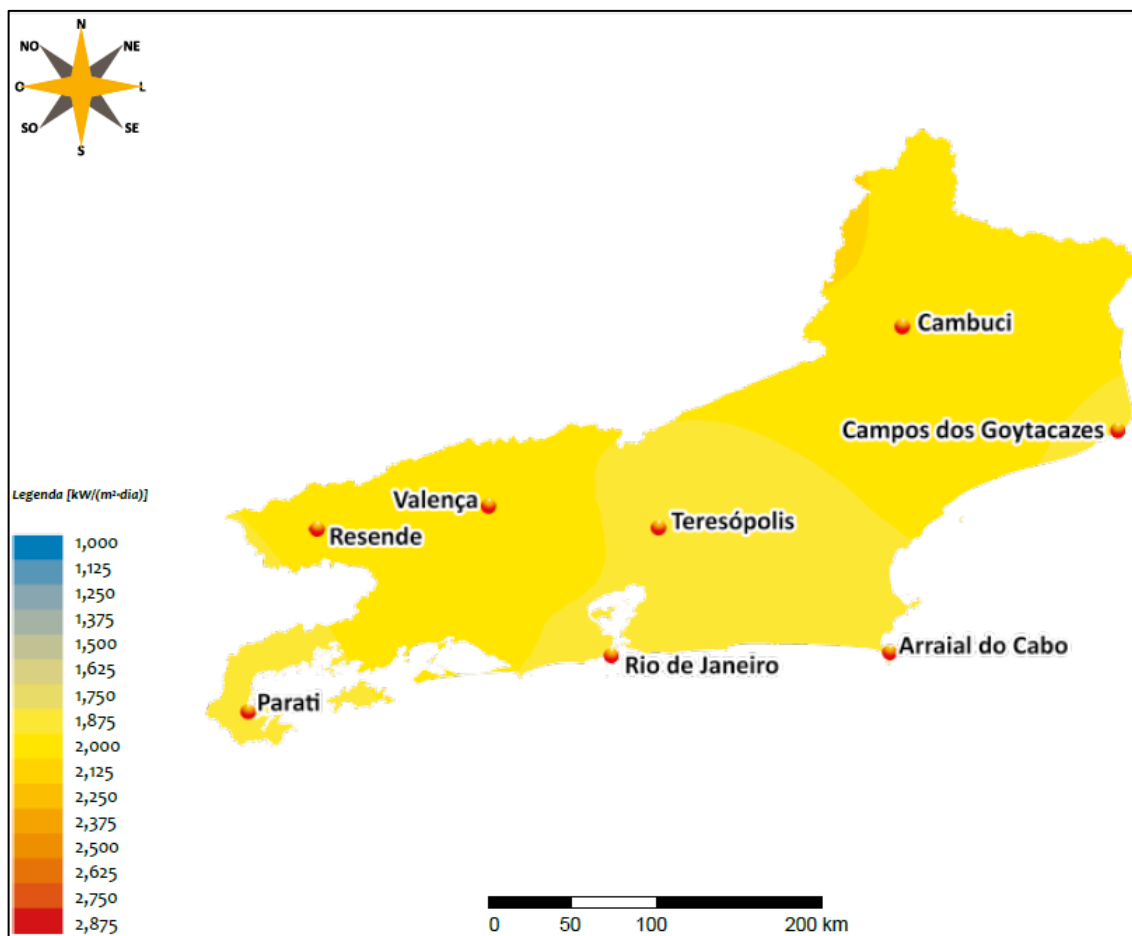 N
NO
NE
O
L
SO
SE
S
Cambuci
Campos dos Goytacazes
Valença
Resende
Teresópolis
Arraial do Cabo
Rio de Janeiro
Parati
Legenda [kW/(m²·dia)]
1,000
1,125
1,250
1,375
1,500
1,625
1,750
1,875
2,000
2,125
2,250
2,375
2,500
2,625
2,750
2,875
0 50 100 200 km